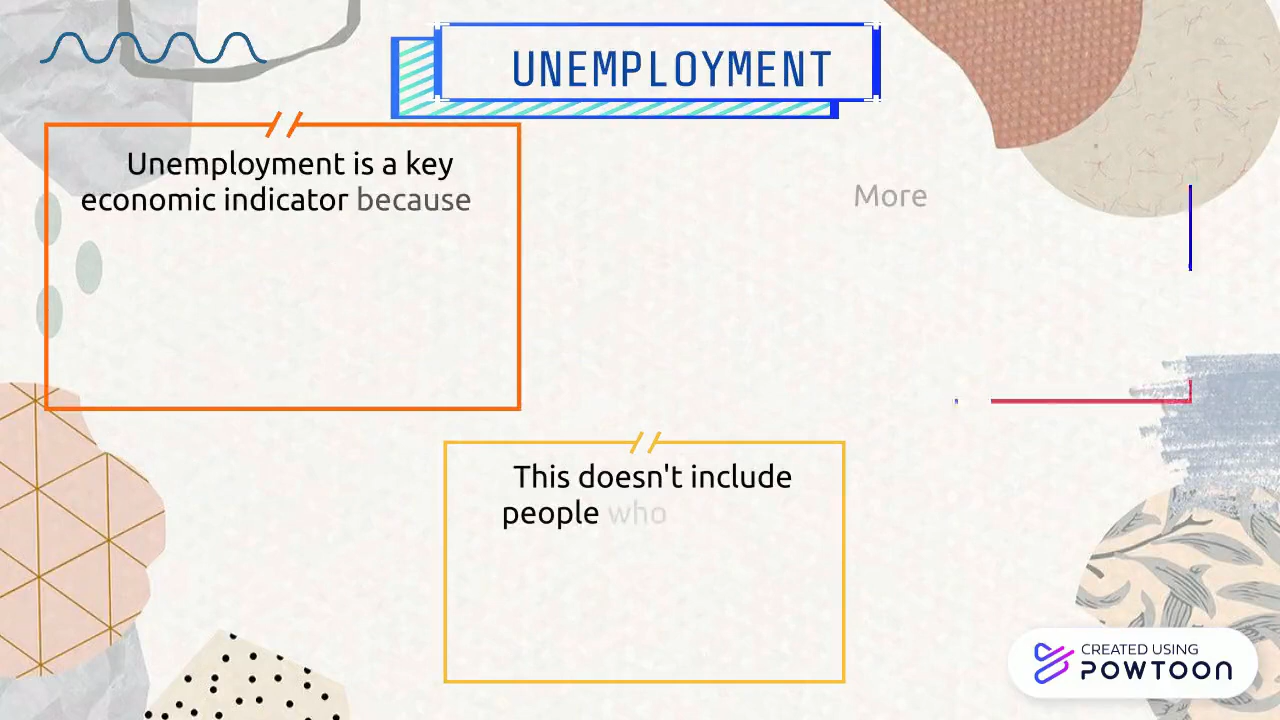 UNEMPLOYMENT
Unemployment is a key
economic indicator because
More
This doesn't include
people who
CREATED USING
POWTOON